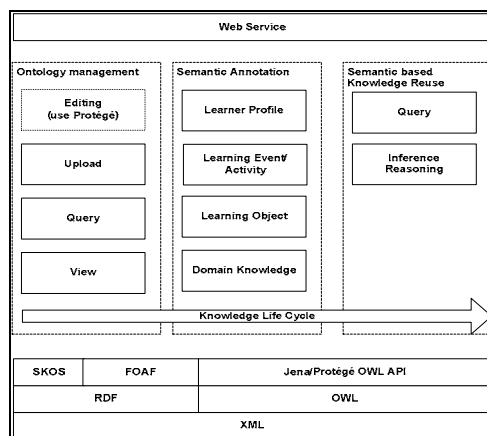 Web Service
Ontology management
Editing
(use Protégé)
Upload
Query
View
Semantic Annotation
Learner Profile
Learning Event/
Activity
Learning Object
Domain Knowledge
Semantic based
Knowledge Reuse
Query
Inference
Reasoning
Knowledge Life Cycle
SKOS
FOAF
Jena/Protégé OWL API
RDF
OWL
XML